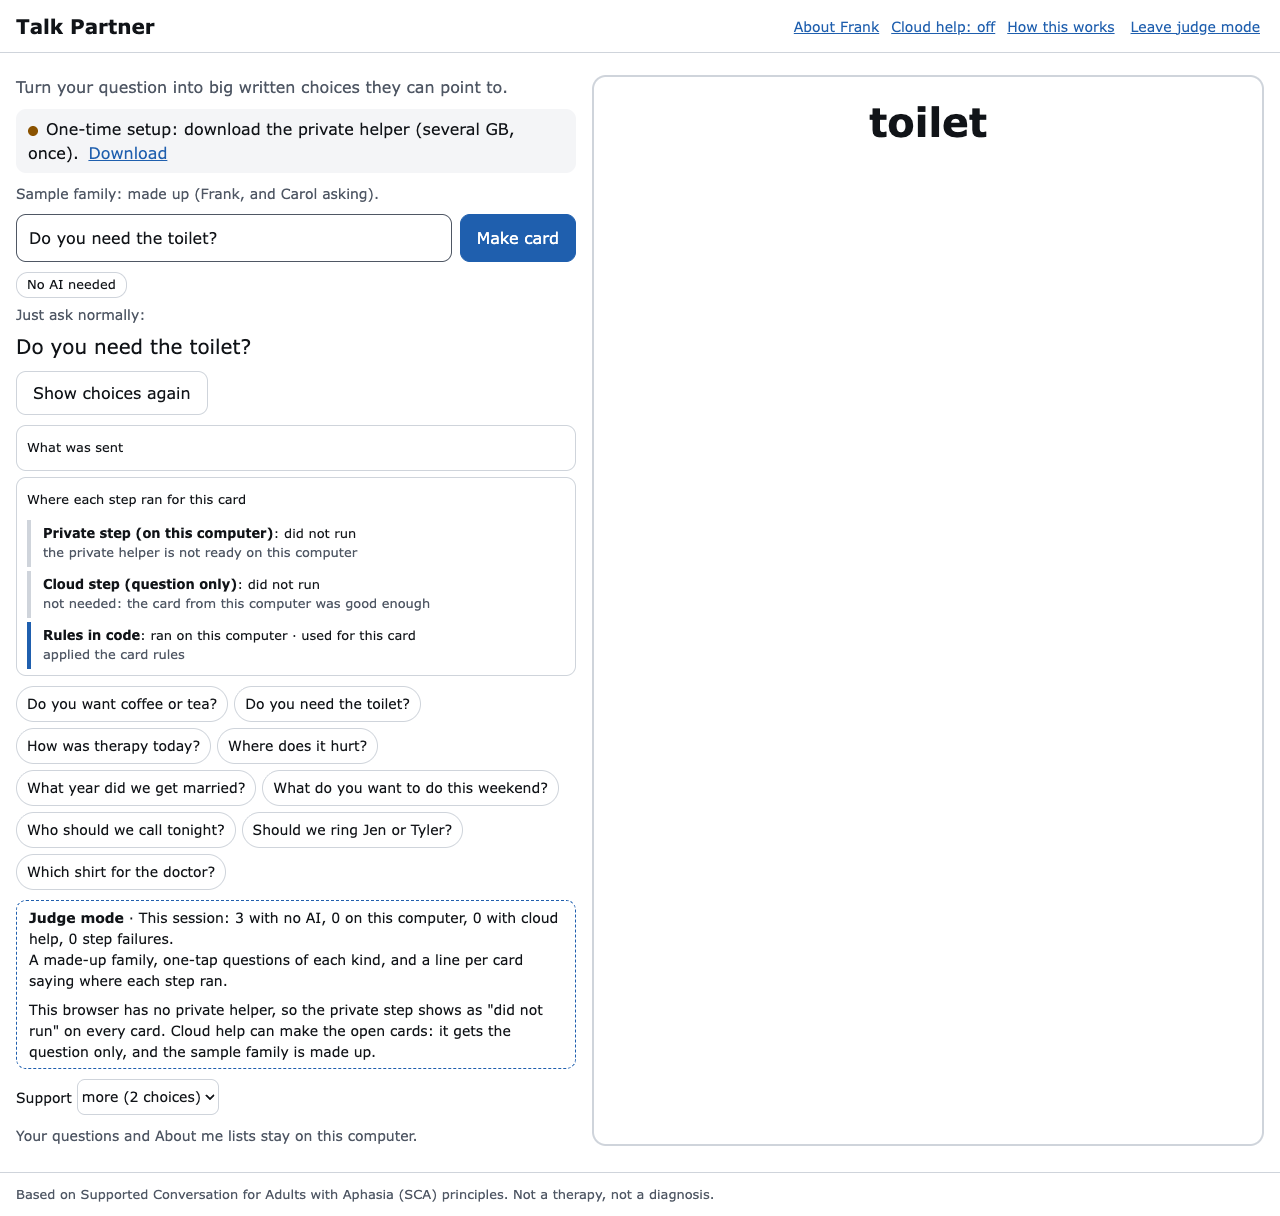 Talk Partner
About Frank
Cloud help: off
How this works
Leave judge mode
Turn your question into big written choices they can point to.
One-time setup: download the private helper (several GB,
once). Download
Sample family: made up (Frank, and Carol asking).
Do you need the toilet?
Make card
No AI needed
Just ask normally:
Do you need the toilet?
Show choices again
What was sent
Where each step ran for this card
Private step (on this computer): did not run
the private helper is not ready on this computer
Cloud step (question only): did not run
not needed: the card from this computer was good enough
Rules in code: ran on this computer · used for this card
applied the card rules
Do you want coffee or tea?
Do you need the toilet?
How was therapy today?
Where does it hurt?
What year did we get married?
What do you want to do this weekend?
Who should we call tonight?
Should we ring Jen or Tyler?
Which shirt for the doctor?
Judge mode · This session: 3 with no AI, 0 on this computer, 0 with cloud
help, 0 step failures.
A made-up family, one-tap questions of each kind, and a line per card
saying where each step ran.
This browser has no private helper, so the private step shows as "did not
run" on every card. Cloud help can make the open cards: it gets the
question only, and the sample family is made up.
Support
more (2 choices)
Your questions and About me lists stay on this computer.
toilet
Based on Supported Conversation for Adults with Aphasia (SCA) principles. Not a therapy, not a diagnosis.